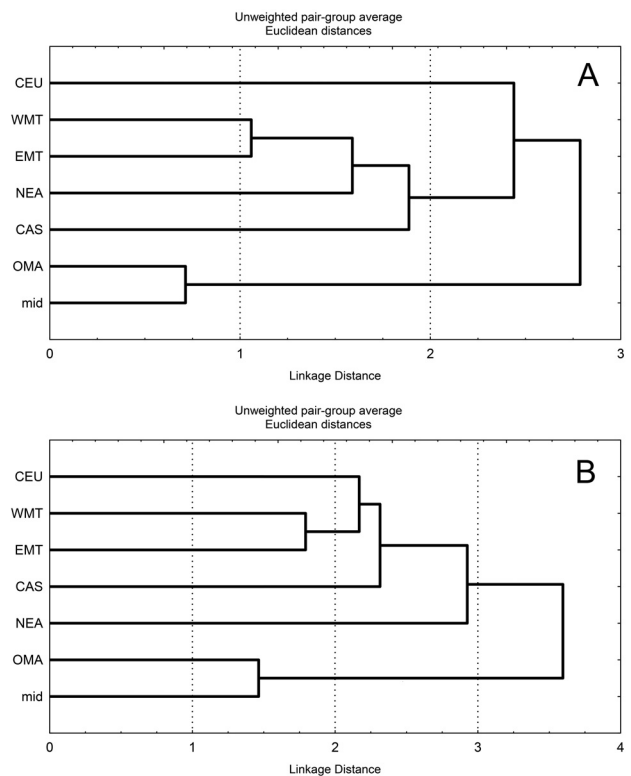 Unweighted pair-group average
Euclidean distances
A
CEU
WMT
EMT
NEA
CAS
OMA
mid
0 1 2 3
Linkage Distance
Unweighted pair-group average
Euclidean distances
B
CEU
WMT
EMT
CAS
NEA
OMA
mid
0 1 2 3 4
Linkage Distance